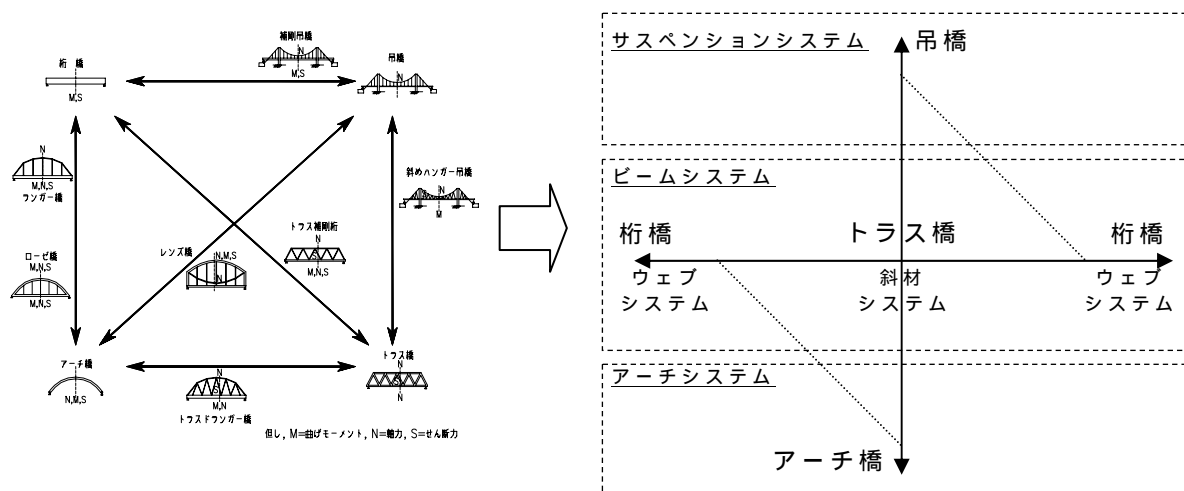 補剛吊橋
N
M,S
桁橋
M,S
吊橋
N
N
M,N,S
ランガー橋
斜めハンガー吊橋
N
M
ローゼ橋
M,N,S
レンズ橋
N,M,S
N
トラス補剛桁
N
S
M,N,S
アーチ橋
N,M,S
トラスドランガー橋
S
M,N
トラス橋
N
S
N
但し, M=曲げモーメント, N=軸力, S=せん断力
サスペンションシステム
吊橋
ビームシステム
桁橋
トラス橋
桁橋
ウェブ
システム
斜材
システム
ウェブ
システム
アーチシステム
アーチ橋